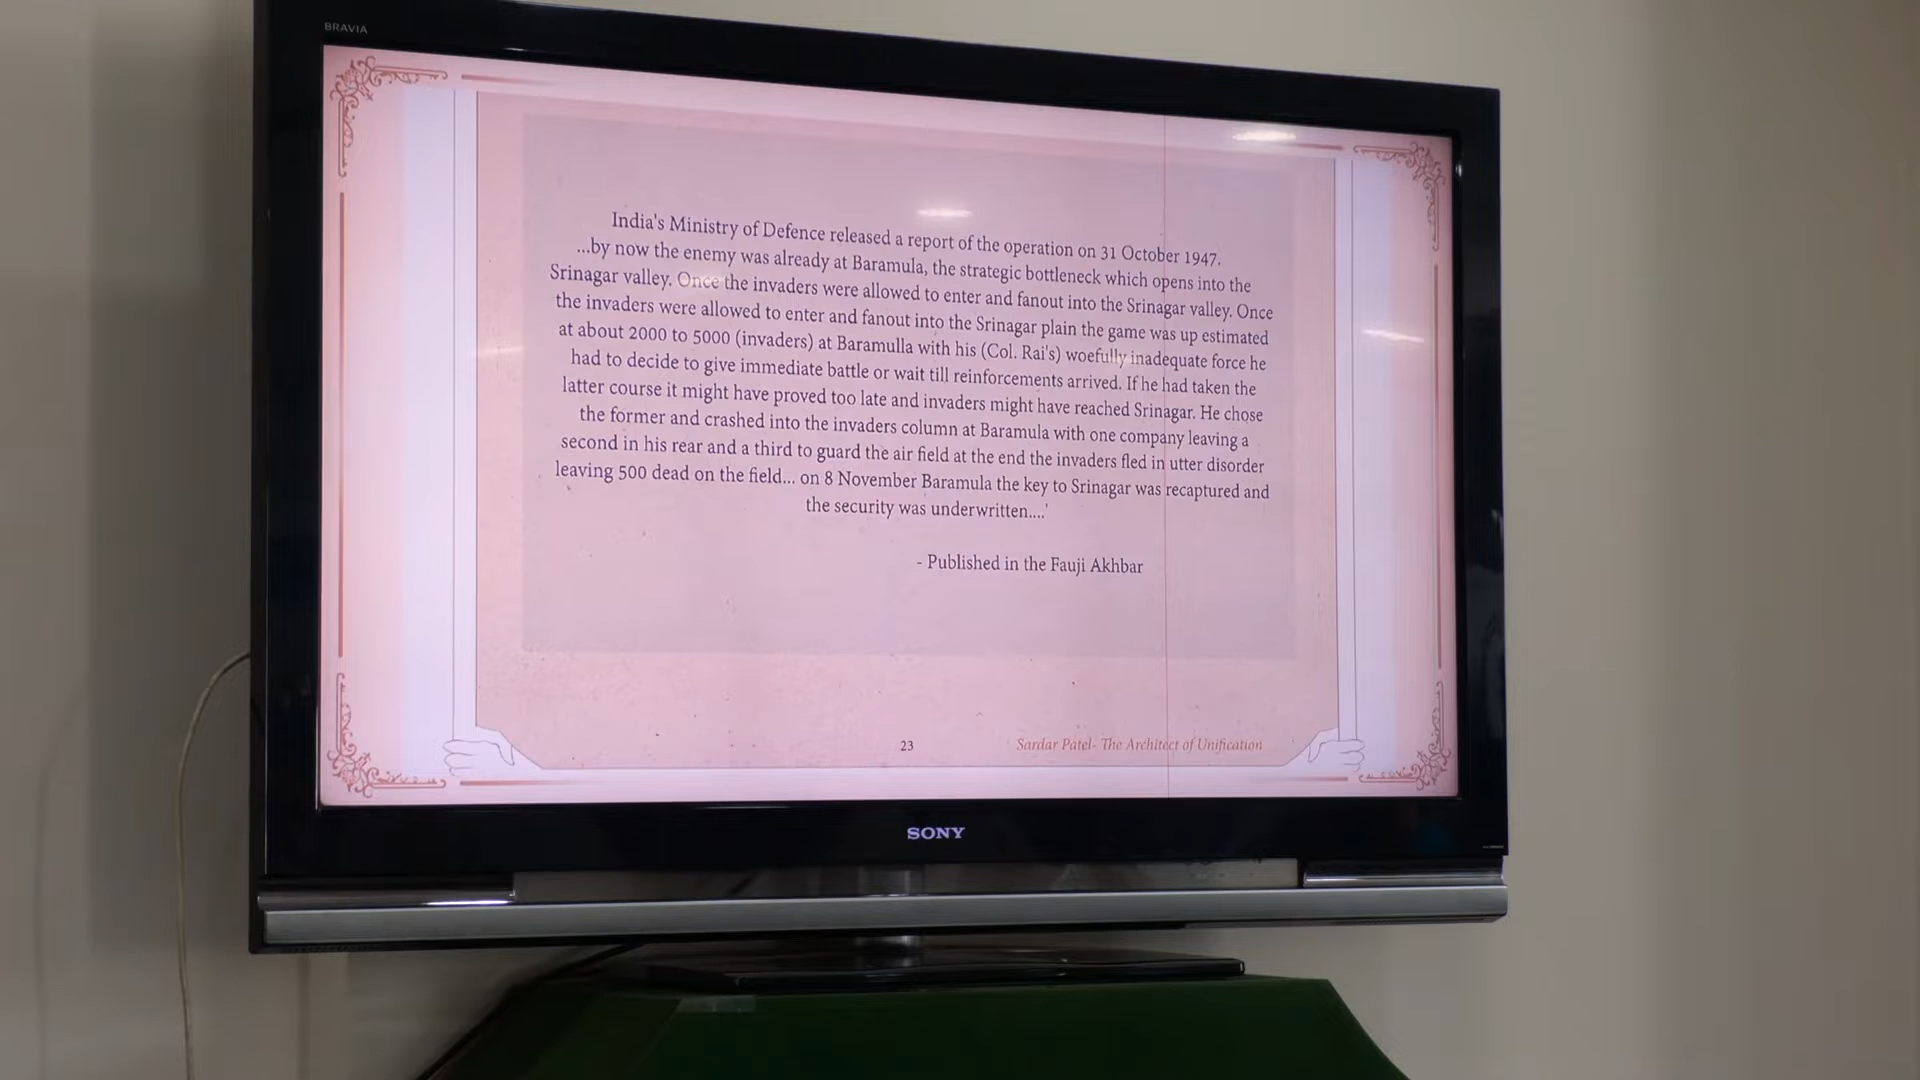 BRAVIA
India's Ministry of Defence released a report of the operation on 31 October 1947.
...by now the enemy was already at Baramula, the strategic bottleneck which opens into the
Srinagar valley. Once the invaders were allowed to enter and fanout into the Srinagar valley. Once
the invaders were allowed to enter and fanout into the Srinagar plain the game was up estimated
at about 2000 to 5000 (invaders) at Baramulla with his (Col. Rai's) woefully inadequate force he
had to decide to give immediate battle or wait till reinforcements arrived. If he had taken the
latter course it might have proved too late and invaders might have reached Srinagar. He chose
the former and crashed into the invaders column at Baramula with one company leaving a
second in his rear and a third to guard the air field at the end the invaders fled in utter disorder
leaving 500 dead on the field... on 8 November Baramula the key to Srinagar was recaptured and
the security was underwritten....'
- Published in the Fauji Akhbar
23
Sardar Patel- The Architect of Unification
SONY